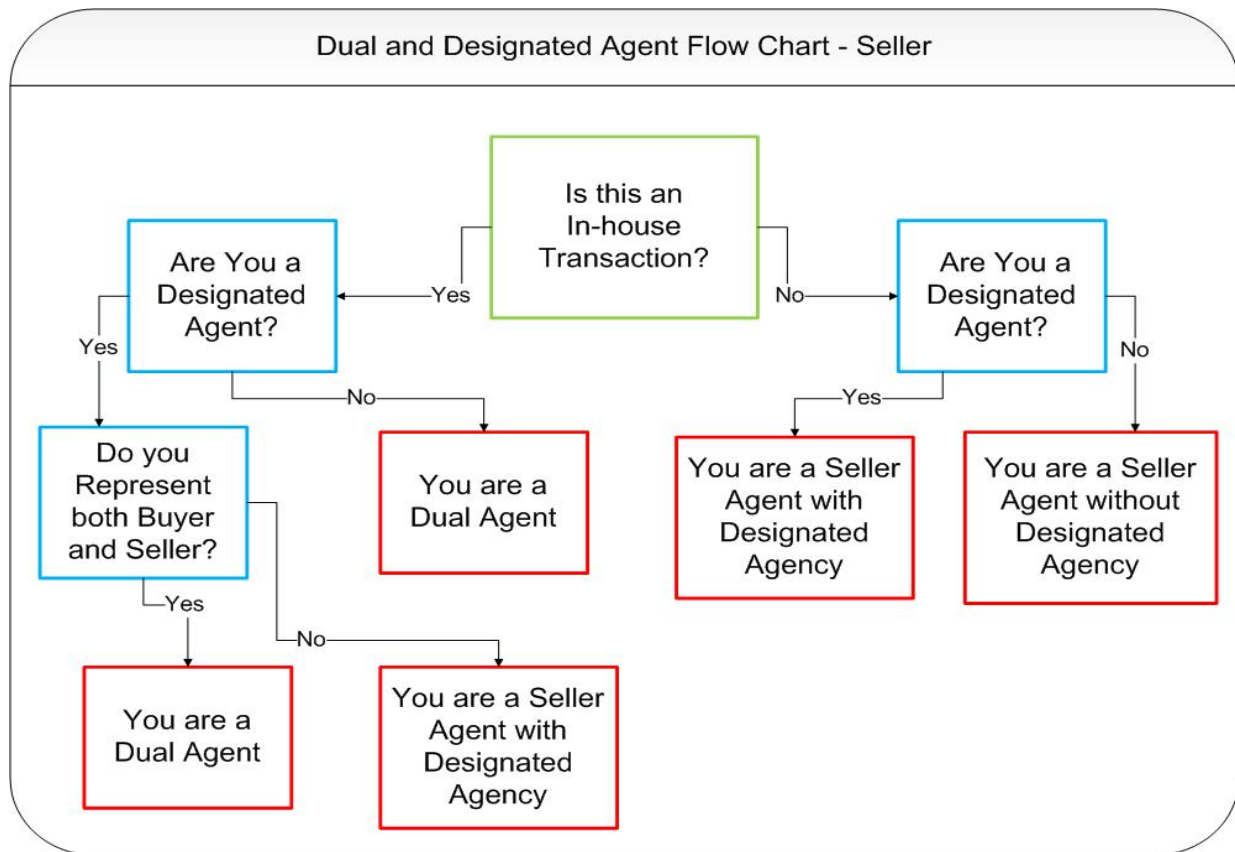 Dual and Designated Agent Flow Chart - Seller
Is this an
In-house
Transaction?
Yes
No
Are You a
Designated
Agent?
Yes
No
Are You a
Designated
Agent?
Yes
No
Do you
Represent
both Buyer
and Seller?
Yes
No
You are a
Dual Agent
You are a Seller
Agent with
Designated
Agency
You are a Seller
Agent without
Designated
Agency
You are a
Dual Agent
You are a Seller
Agent with
Designated
Agency